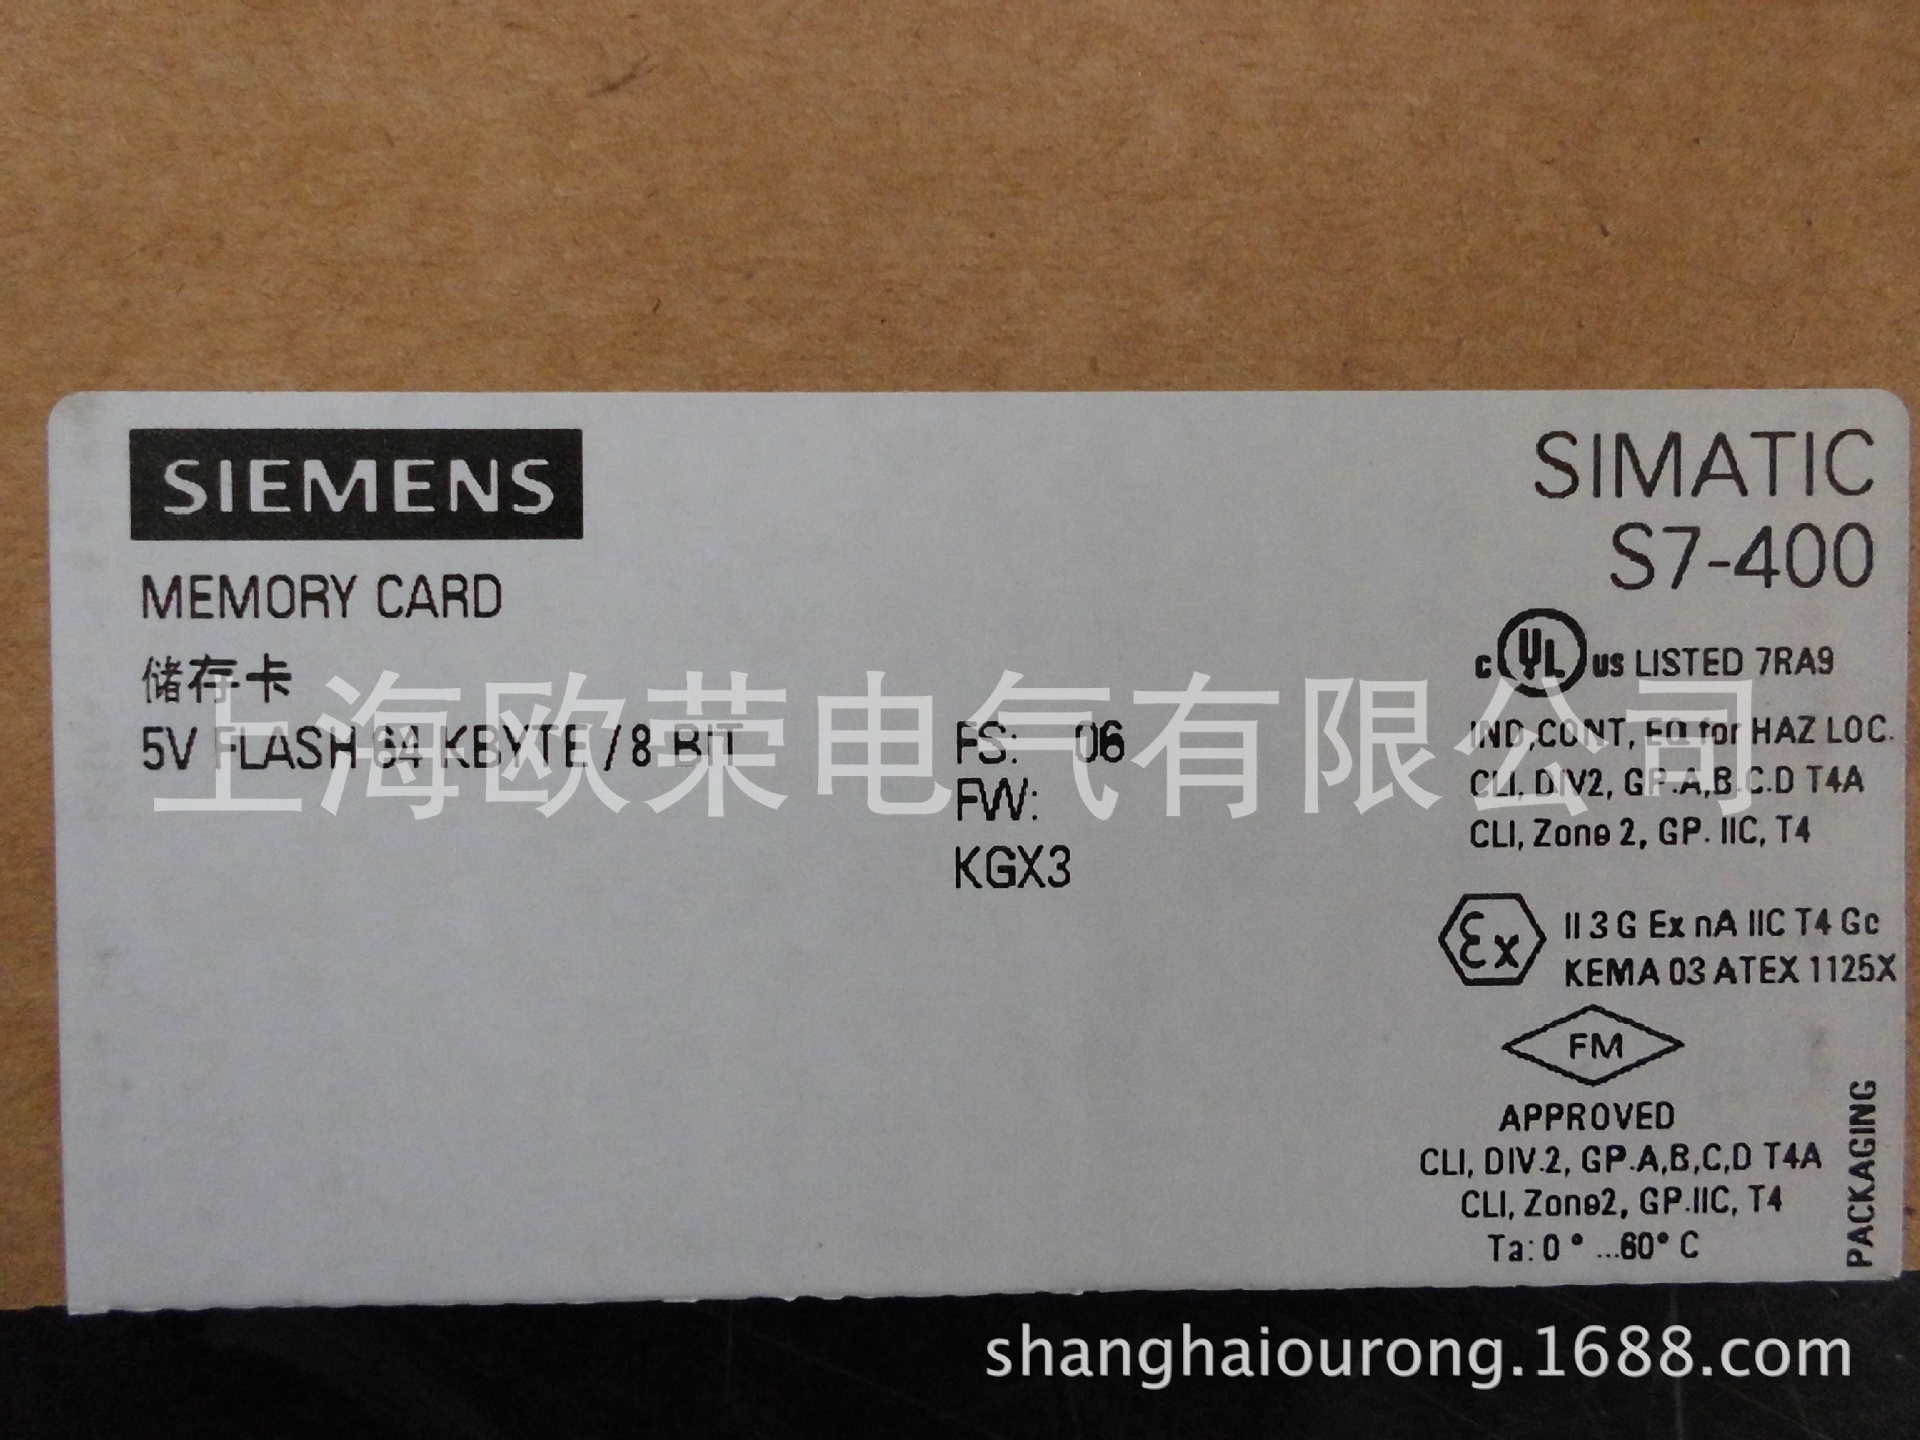 SIEMENS
MEMORY CARD
储存卡
5V FLASH 64 KBYTE / 8 BIT
FS: 06
FW:
KGX3
SIMATIC
S7-400
c UL us LISTED 7RA9
IND,CONT, EQ for HAZ LOC.
CLI, DIV2, GP.A,B.C.D T4A
CLI, Zone 2, GP. IIC, T4
Ex II 3 G Ex nA IIC T4 Gc
KEMA 03 ATEX 1125X
FM
APPROVED
CLI, DIV.2, GP.A,B,C,D T4A
CLI, Zone2, GP.IIC, T4
Ta: 0 ° ...60° C
PACKAGING
上海欧荣电气有限公司
shanghaiourong.1688.com